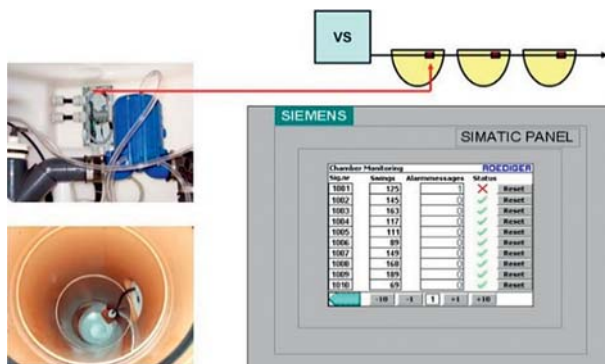 VS
SIEMENS
SIMATIC PANEL
Chamber Monitoring ROEDIGER
Sig.nr Swings Alarmmessages Status
1001 125 1 Reset
1002 145 0 Reset
1003 163 0 Reset
1004 117 0 Reset
1005 111 0 Reset
1006 89 0 Reset
1007 149 0 Reset
1008 168 0 Reset
1009 189 0 Reset
1010 69 0 Reset
-10 -1 1 +1 +10